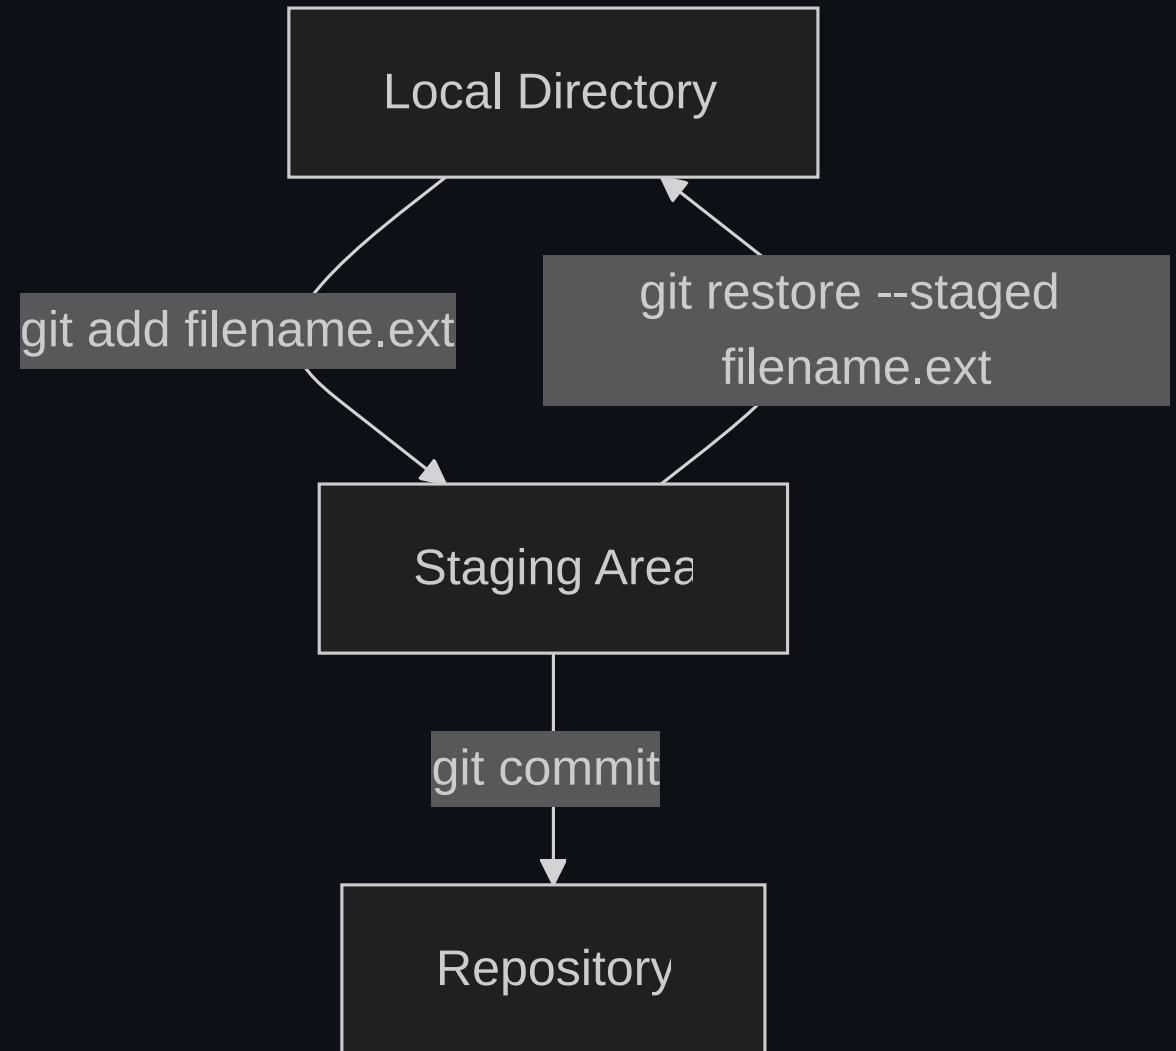 Local Directory
git add filename.ext
git restore --staged
filename.ext
Staging Area
git commit
Repository